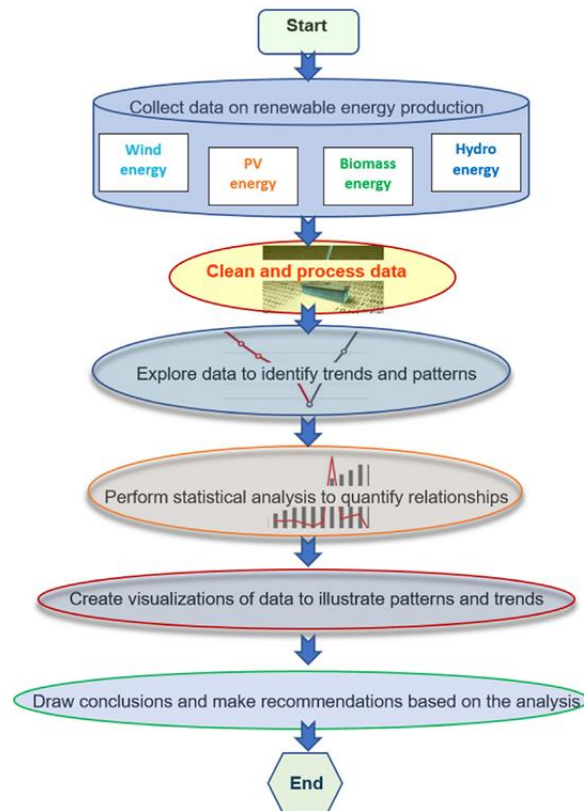 Start
Collect data on renewable energy production
Wind
energy
PV
energy
Biomass
energy
Hydro
energy
Clean and process data
Explore data to identify trends and patterns
Perform statistical analysis to quantify relationships
Create visualizations of data to illustrate patterns and trends
Draw conclusions and make recommendations based on the analysis
End